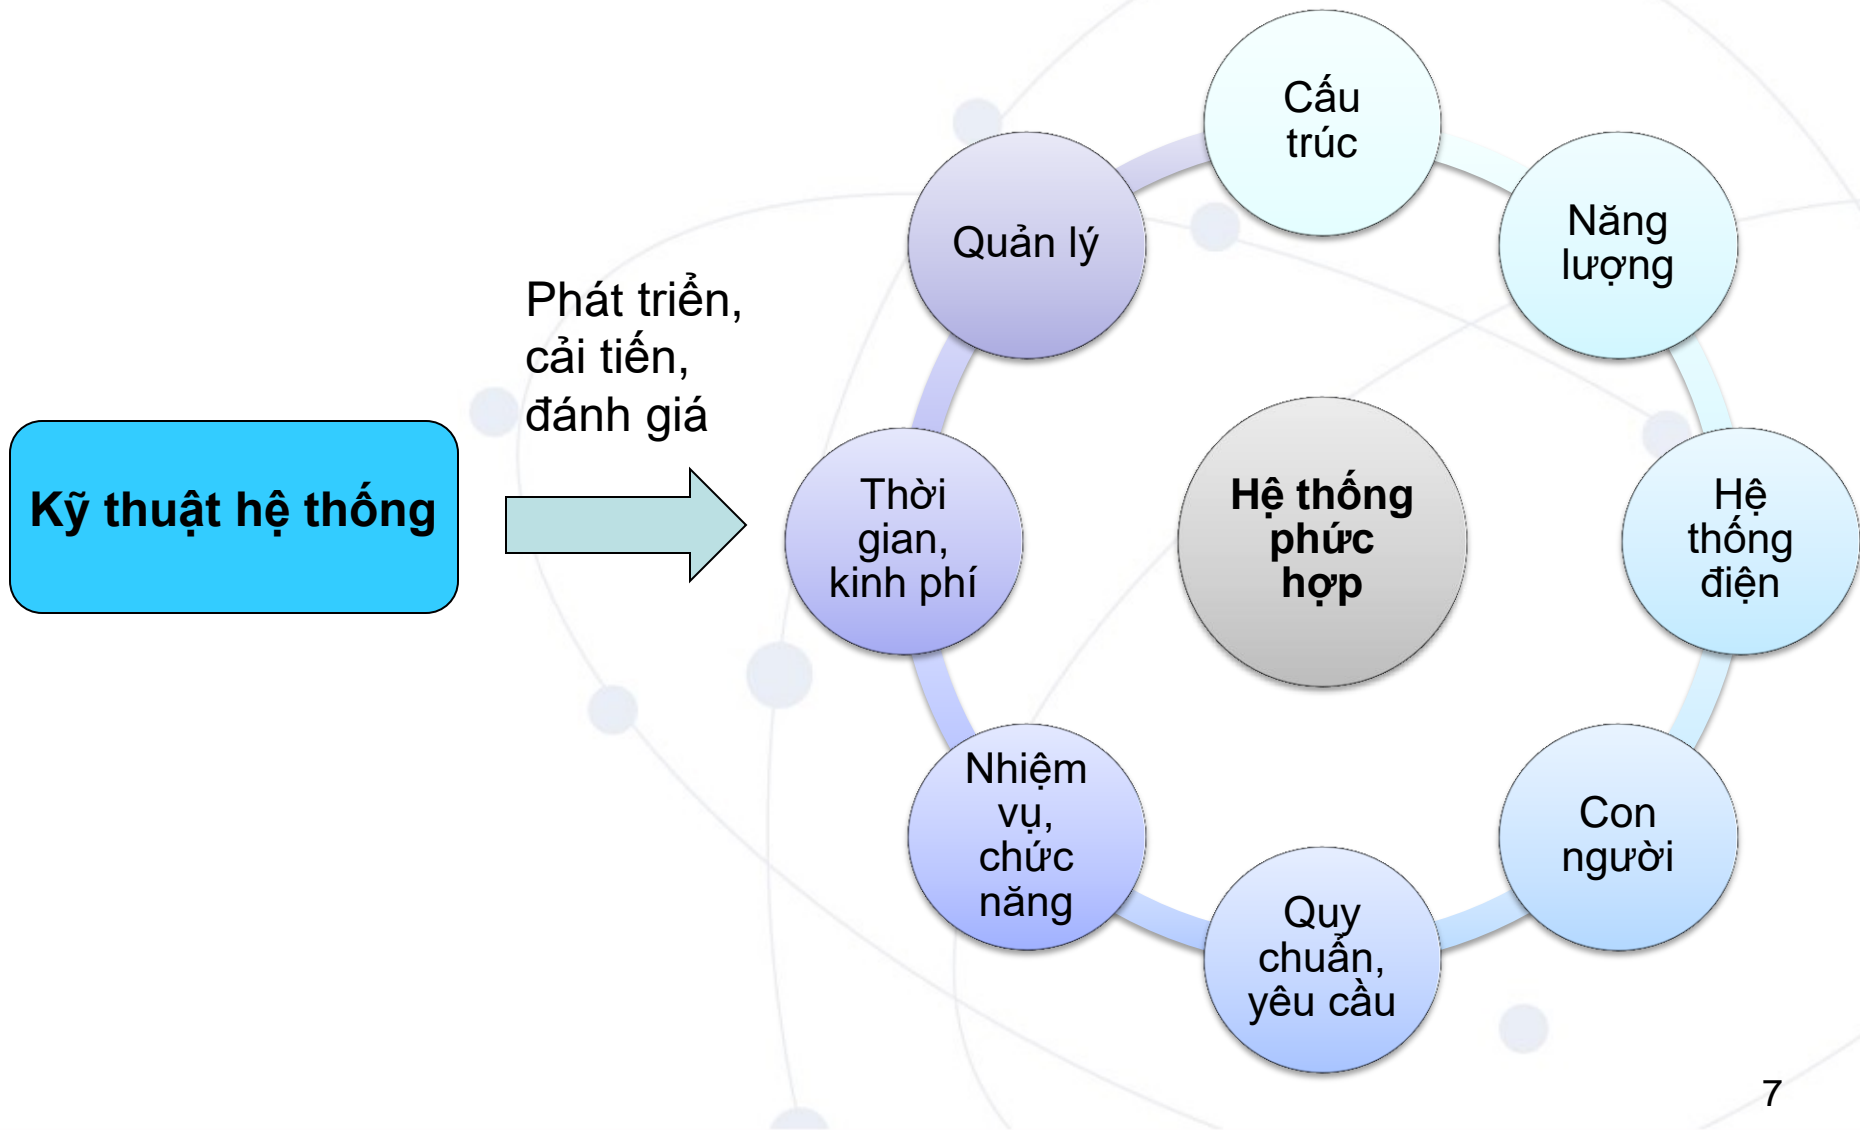 Kỹ thuật hệ thống
Phát triển,
cải tiến,
đánh giá
Cấu
trúc
Năng
lượng
Hệ
thống
điện
Con
người
Quy
chuẩn,
yêu cầu
Nhiệm
vụ,
chức
năng
Thời
gian,
kinh phí
Quản lý
Hệ thống
phức
hợp
7